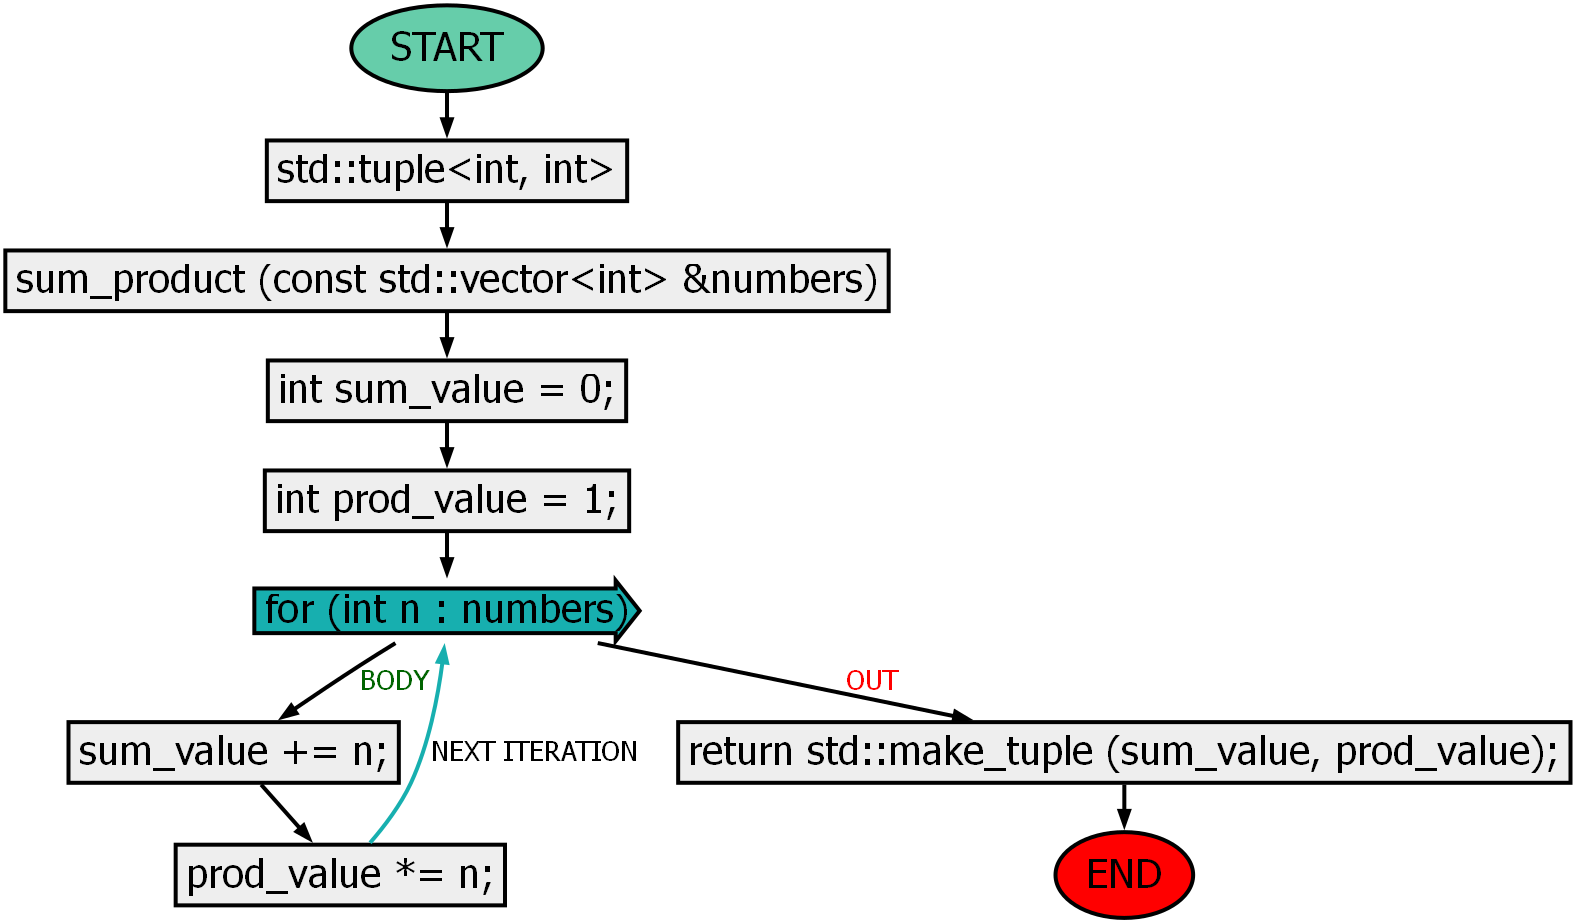 START
std::tuple<int, int>
sum_product (const std::vector<int> &numbers)
int sum_value = 0;
int prod_value = 1;
for (int n : numbers)
BODY
OUT
sum_value += n;
NEXT ITERATION
return std::make_tuple (sum_value, prod_value);
prod_value *= n;
END